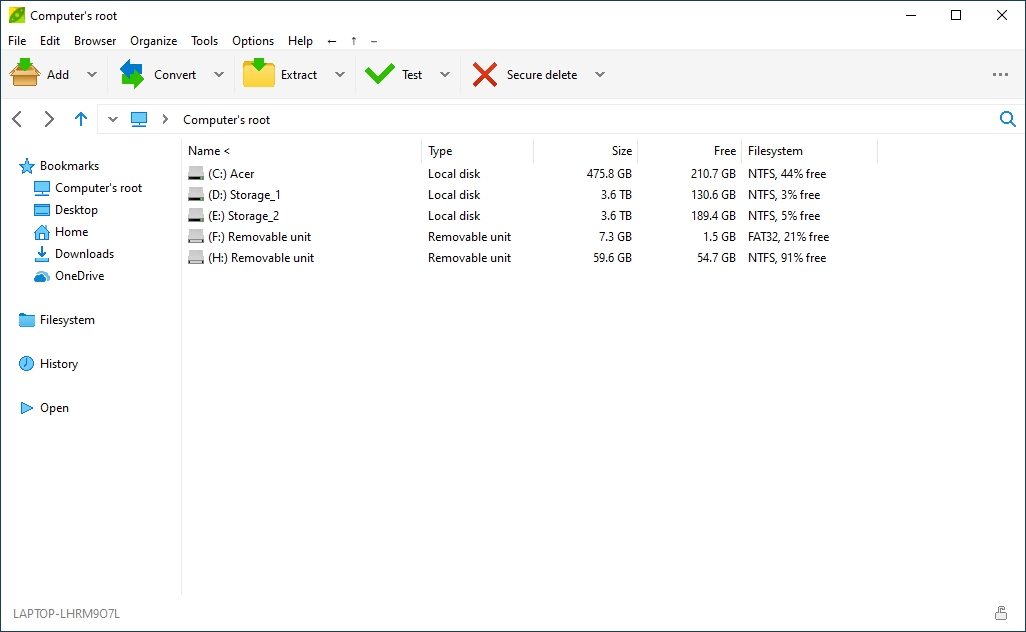 Computer's root
File Edit Browser Organize Tools Options Help ← ↑ –
Add Convert Extract Test Secure delete ...
Computer's root
Bookmarks
Computer's root
Desktop
Home
Downloads
OneDrive
Filesystem
History
Open
Name < Type Size Free Filesystem
(C:) Acer Local disk 475.8 GB 210.7 GB NTFS, 44% free
(D:) Storage_1 Local disk 3.6 TB 130.6 GB NTFS, 3% free
(E:) Storage_2 Local disk 3.6 TB 189.4 GB NTFS, 5% free
(F:) Removable unit Removable unit 7.3 GB 1.5 GB FAT32, 21% free
(H:) Removable unit Removable unit 59.6 GB 54.7 GB NTFS, 91% free
LAPTOP-LHRM9O7L